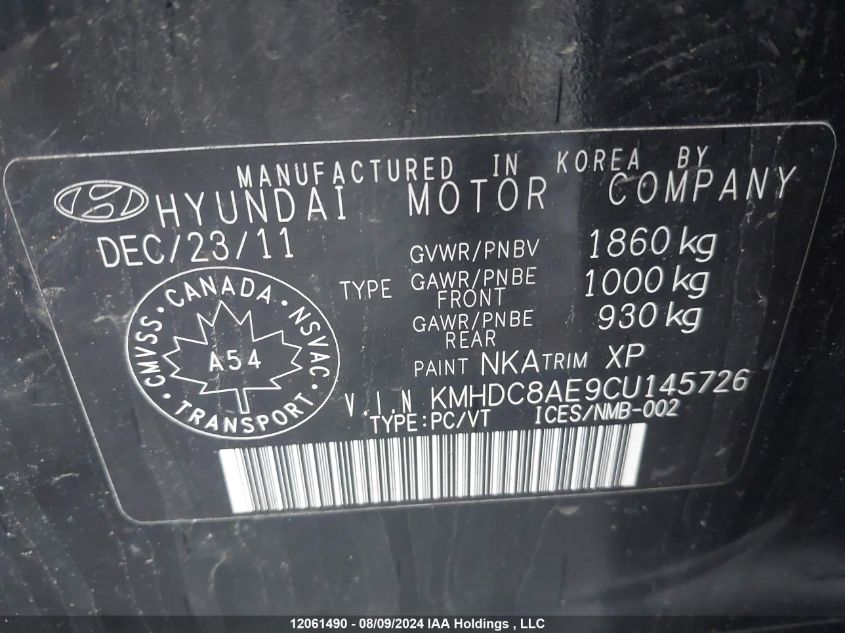 MANUFACTURED IN KOREA BY
HYUNDAI MOTOR COMPANY
DEC/23/11
GVWR/PNBV 1860 kg
TYPE GAWR/PNBE FRONT 1000 kg
GAWR/PNBE REAR 930 kg
PAINT NKA TRIM XP
V.I.N KMHDC8AE9CU145726
TYPE:PC/VT ICES/NMB-002
CMVSS · CANADA · NSVAC · TRANSPORT ·
A54
12061490 - 08/09/2024 IAA Holdings , LLC